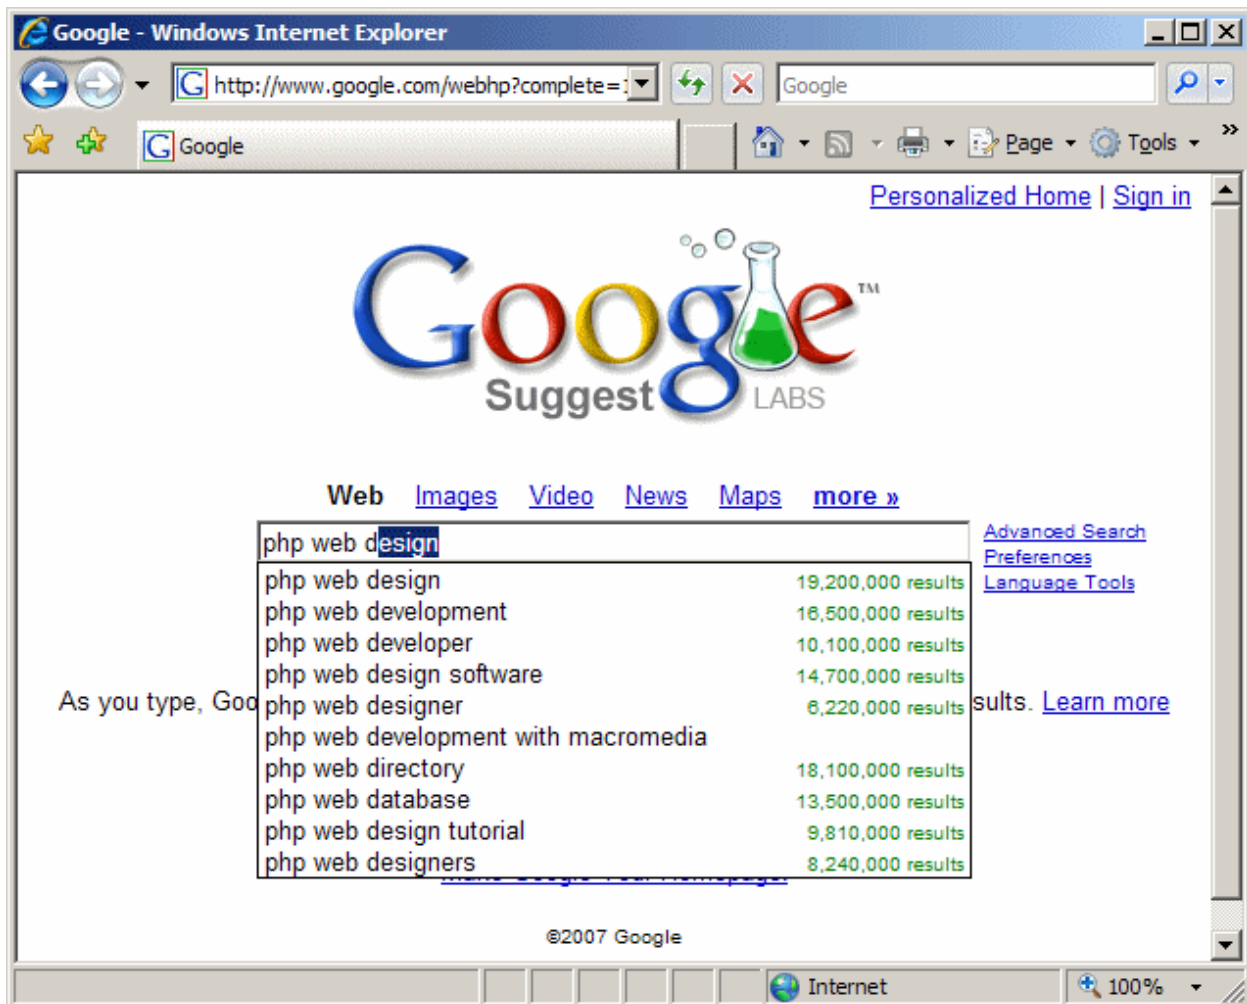 Google - Windows Internet Explorer
http://www.google.com/webhp?complete=1
Google
Google
Page
Tools
»
Personalized Home | Sign in
Google™
Suggest LABS
Web Images Video News Maps more »
php web design
Advanced Search
Preferences
Language Tools
php web design 19,200,000 results
php web development 16,500,000 results
php web developer 10,100,000 results
php web design software 14,700,000 results
php web designer 6,220,000 results
php web development with macromedia
php web directory 18,100,000 results
php web database 13,500,000 results
php web design tutorial 9,810,000 results
php web designers 8,240,000 results
As you type, Goo sults. Learn more
©2007 Google
Internet
100%